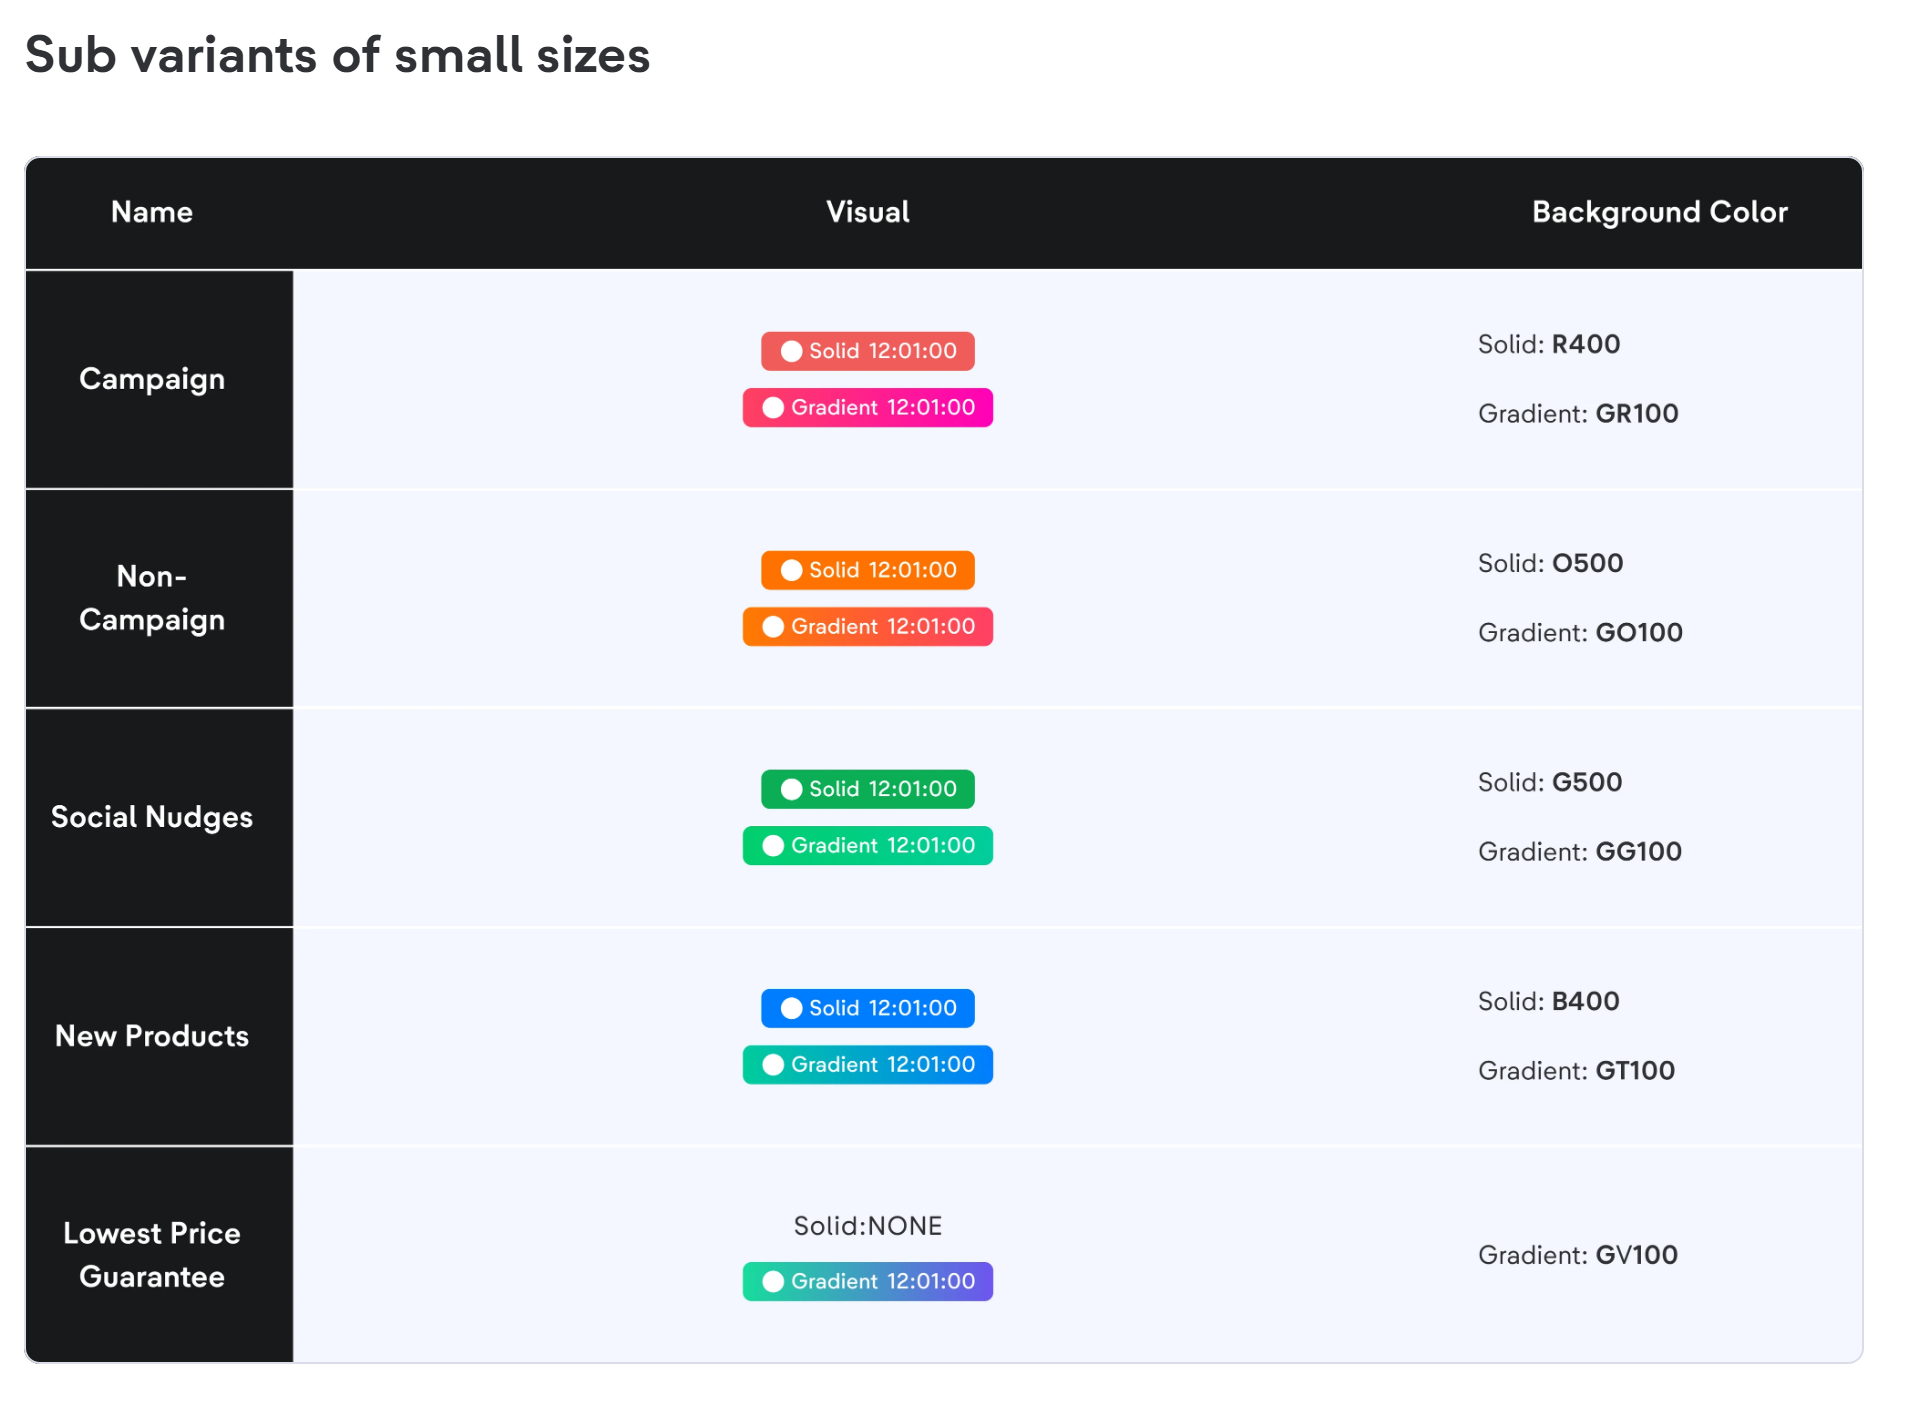 Sub variants of small sizes
Name
Visual
Background Color
Campaign
Solid 12:01:00
Gradient 12:01:00
Solid: R400
Gradient: GR100
Non-
Campaign
Solid 12:01:00
Gradient 12:01:00
Solid: O500
Gradient: GO100
Social Nudges
Solid 12:01:00
Gradient 12:01:00
Solid: G500
Gradient: GG100
New Products
Solid 12:01:00
Gradient 12:01:00
Solid: B400
Gradient: GT100
Lowest Price
Guarantee
Solid:NONE
Gradient 12:01:00
Gradient: GV100